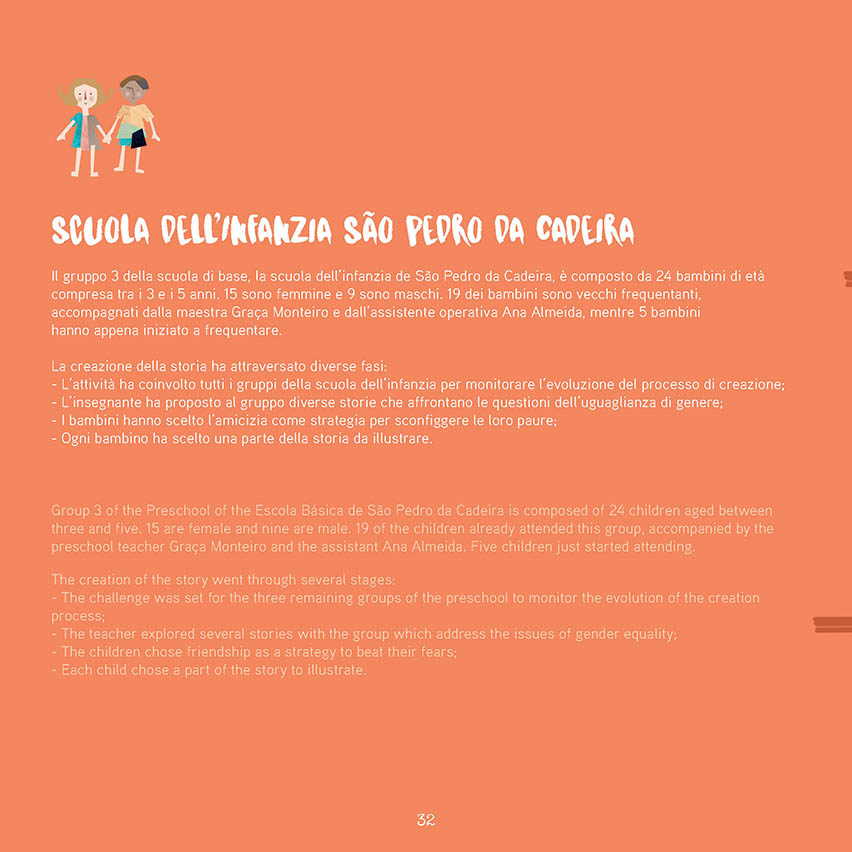 SCUOLA DELL'INFANZIA SÃO PEDRO DA CADEIRA
Il gruppo 3 della scuola di base, la scuola dell'infanzia de São Pedro da Cadeira, è composto da 24 bambini di età
compresa tra i 3 e i 5 anni. 15 sono femmine e 9 sono maschi. 19 dei bambini sono vecchi frequentanti,
accompagnati dalla maestra Graça Monteiro e dall'assistente operativa Ana Almeida, mentre 5 bambini
hanno appena iniziato a frequentare.
La creazione della storia ha attraversato diverse fasi:
- L'attività ha coinvolto tutti i gruppi della scuola dell'infanzia per monitorare l'evoluzione del processo di creazione;
- L'insegnante ha proposto al gruppo diverse storie che affrontano le questioni dell'uguaglianza di genere;
- I bambini hanno scelto l'amicizia come strategia per sconfiggere le loro paure;
- Ogni bambino ha scelto una parte della storia da illustrare.
Group 3 of the Preschool of the Escola Básica de São Pedro da Cadeira is composed of 24 children aged between
three and five. 15 are female and nine are male. 19 of the children already attended this group, accompanied by the
preschool teacher Graça Monteiro and the assistant Ana Almeida. Five children just started attending.
The creation of the story went through several stages:
- The challenge was set for the three remaining groups of the preschool to monitor the evolution of the creation
process;
- The teacher explored several stories with the group which address the issues of gender equality;
- The children chose friendship as a strategy to beat their fears;
- Each child chose a part of the story to illustrate.
32